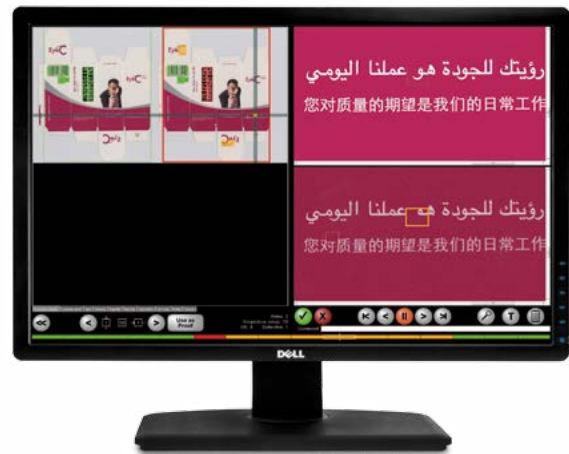 EyeC
EyeC
رؤيتك للجودة هو عملنا اليومي
您对质量的期望是我们的日常工作
رؤيتك للجودة هو عملنا اليومي
您对质量的期望是我们的日常工作
Use as
Proof
T
DELL